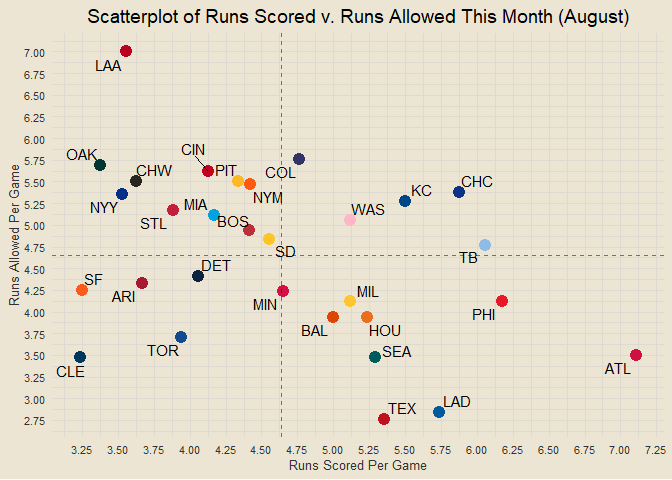 Scatterplot of Runs Scored v. Runs Allowed This Month (August)
Runs Allowed Per Game
7.00
6.75
6.50
6.25
6.00
5.75
5.50
5.25
5.00
4.75
4.50
4.25
4.00
3.75
3.50
3.25
3.00
2.75
LAA
OAK
CIN
CHW
PIT
COL
NYY
NYM
KC
CHC
STL
MIA
BOS
WAS
SD
TB
SF
DET
ARI
MIN
MIL
PHI
TOR
BAL
HOU
CLE
SEA
ATL
TEX
LAD
3.25 3.50 3.75 4.00 4.25 4.50 4.75 5.00 5.25 5.50 5.75 6.00 6.25 6.50 6.75 7.00 7.25
Runs Scored Per Game